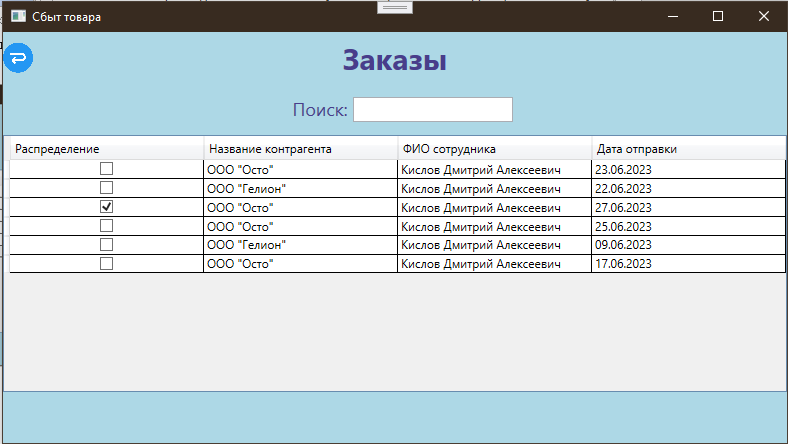 Сбыт товара
Заказы
Поиск:
Распределение Название контрагента ФИО сотрудника Дата отправки
ООО "Осто" Кислов Дмитрий Алексеевич 23.06.2023
ООО "Гелион" Кислов Дмитрий Алексеевич 22.06.2023
ООО "Осто" Кислов Дмитрий Алексеевич 27.06.2023
ООО "Осто" Кислов Дмитрий Алексеевич 25.06.2023
ООО "Гелион" Кислов Дмитрий Алексеевич 09.06.2023
ООО "Осто" Кислов Дмитрий Алексеевич 17.06.2023